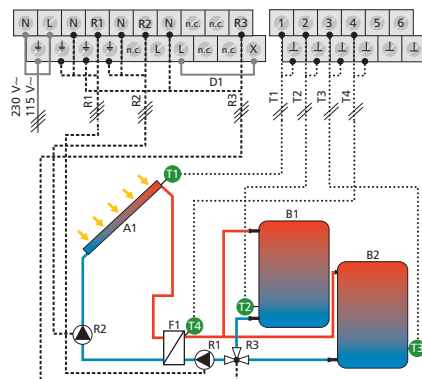 N L N R1 N R2 N n.c. n.c. R3
n.c. L L n.c. n.c. X
1 2 3 4 5 6
D1
230 V~
115 V~
R1
R2
R3
T1
T2
T3
T4
T1
A1
B1
B2
T2
T3
F1
T4
R1
R3
R2